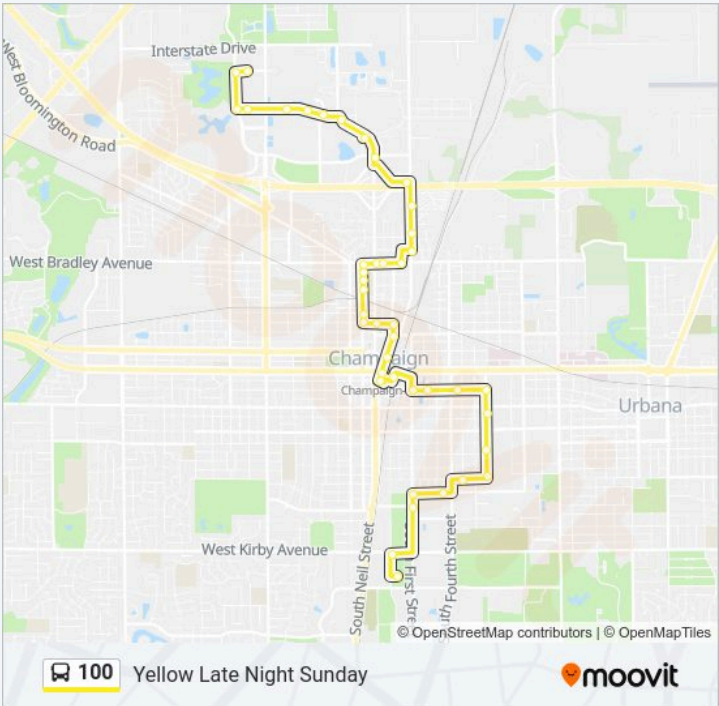 Interstate Drive
West Bloomington Road
West Bradley Avenue
Champaign
Champaign
Urbana
West Kirby Avenue
South Neil Street
First Stre
uth Fourth Street
© OpenStreetMap contributors | © OpenMapTiles
100 Yellow Late Night Sunday
moovit